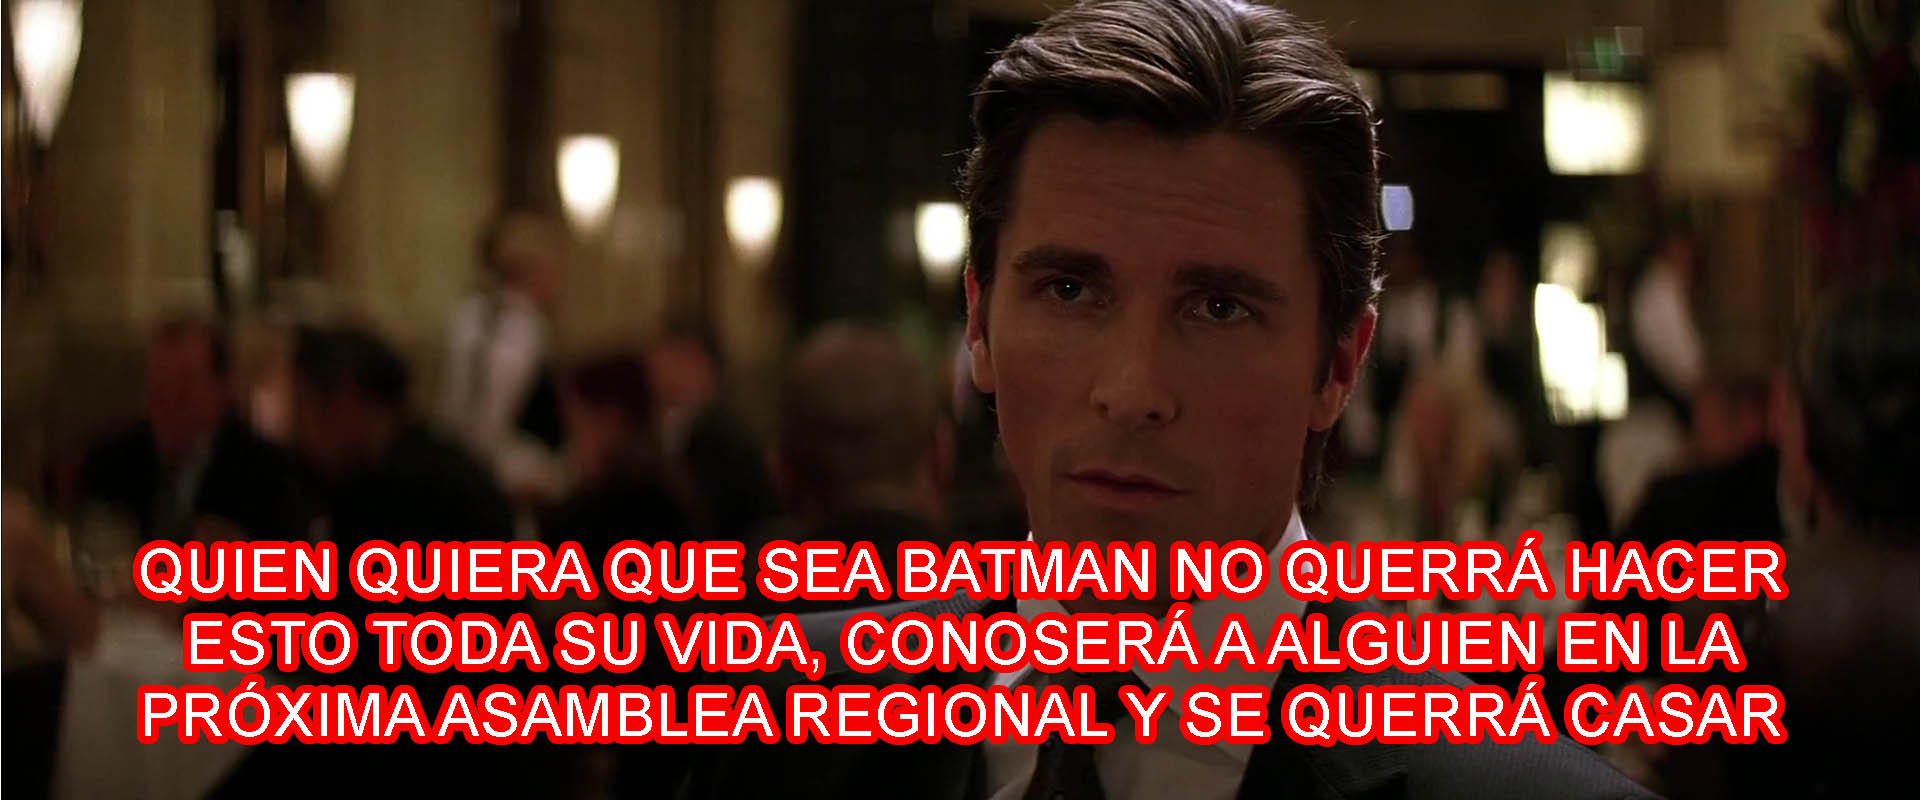 QUIEN QUIERA QUE SEA BATMAN NO QUERRÁ HACER
ESTO TODA SU VIDA, CONOSERÁ A ALGUIEN EN LA
PRÓXIMA ASAMBLEA REGIONAL Y SE QUERRÁ CASAR